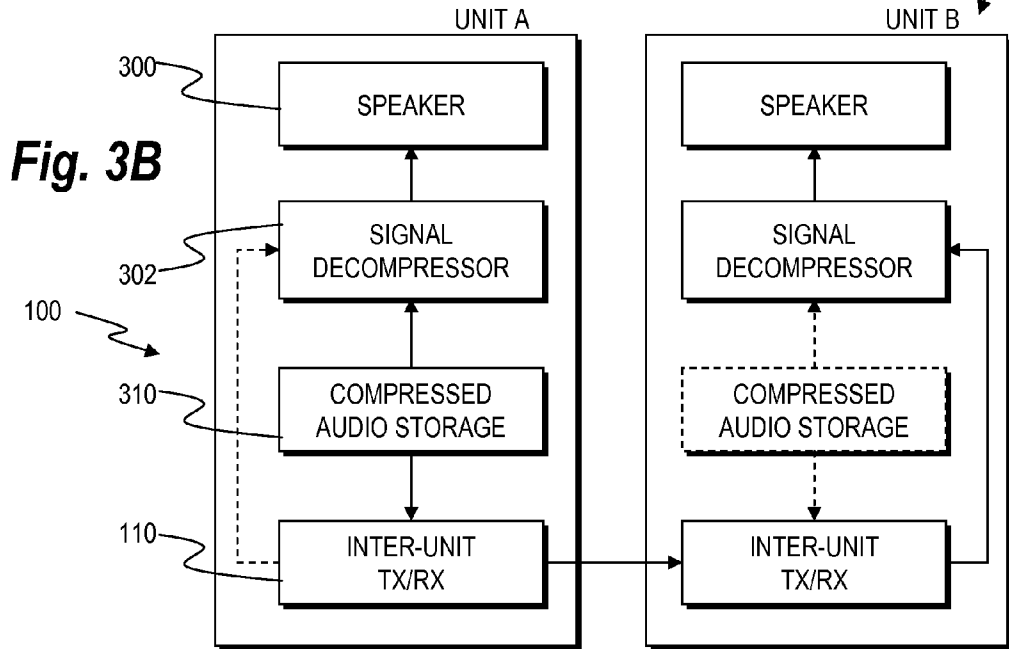 UNIT A
UNIT B
300
SPEAKER
SPEAKER
Fig. 3B
302
SIGNAL
DECOMPRESSOR
SIGNAL
DECOMPRESSOR
100
310
COMPRESSED
AUDIO STORAGE
COMPRESSED
AUDIO STORAGE
110
INTER-UNIT
TX/RX
INTER-UNIT
TX/RX